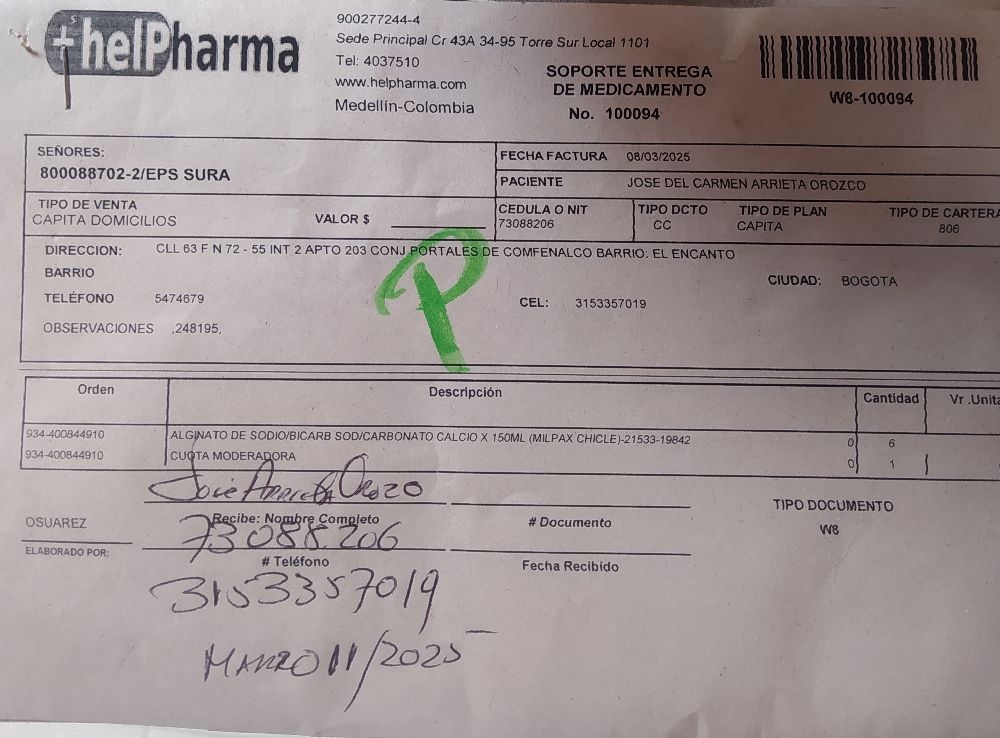 helPharma
900277244-4
Sede Principal Cr 43A 34-95 Torre Sur Local 1101
Tel: 4037510
www.helpharma.com
Medellín-Colombia
SOPORTE ENTREGA
DE MEDICAMENTO
No. 100094
W8-100094
SEÑORES:
800088702-2/EPS SURA
FECHA FACTURA 08/03/2025
PACIENTE JOSE DEL CARMEN ARRIETA OROZCO
TIPO DE VENTA
CAPITA DOMICILIOS
VALOR $
CEDULA O NIT
73088206
TIPO DCTO
CC
TIPO DE PLAN
CAPITA
TIPO DE CARTERA
806
DIRECCION: CLL 63 F N 72 - 55 INT 2 APTO 203 CONJ PORTALES DE COMFENALCO BARRIO: EL ENCANTO
BARRIO
CIUDAD: BOGOTA
TELÉFONO 5474679
CEL: 3153357019
OBSERVACIONES ,248195,
P
Orden Descripción Cantidad Vr .Unita
934-400844910 ALGINATO DE SODIO/BICARB SOD/CARBONATO CALCIO X 150ML (MILPAX CHICLE)-21533-19842 0 6
934-400844910 CUOTA MODERADORA 0 1
José Arrieta Orozo
Recibe: Nombre Completo
# Documento
TIPO DOCUMENTO
W8
OSUAREZ
73088.206
ELABORADO POR:
# Teléfono
Fecha Recibido
3153357019
MARZO 11/2025